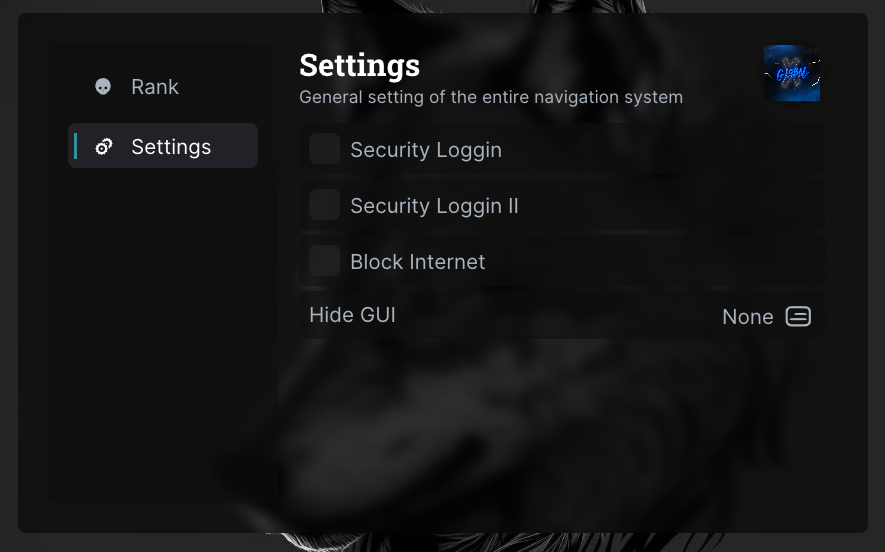 Rank
Settings
Settings
General setting of the entire navigation system
GLOBAL
Security Loggin
Security Loggin II
Block Internet
Hide GUI
None